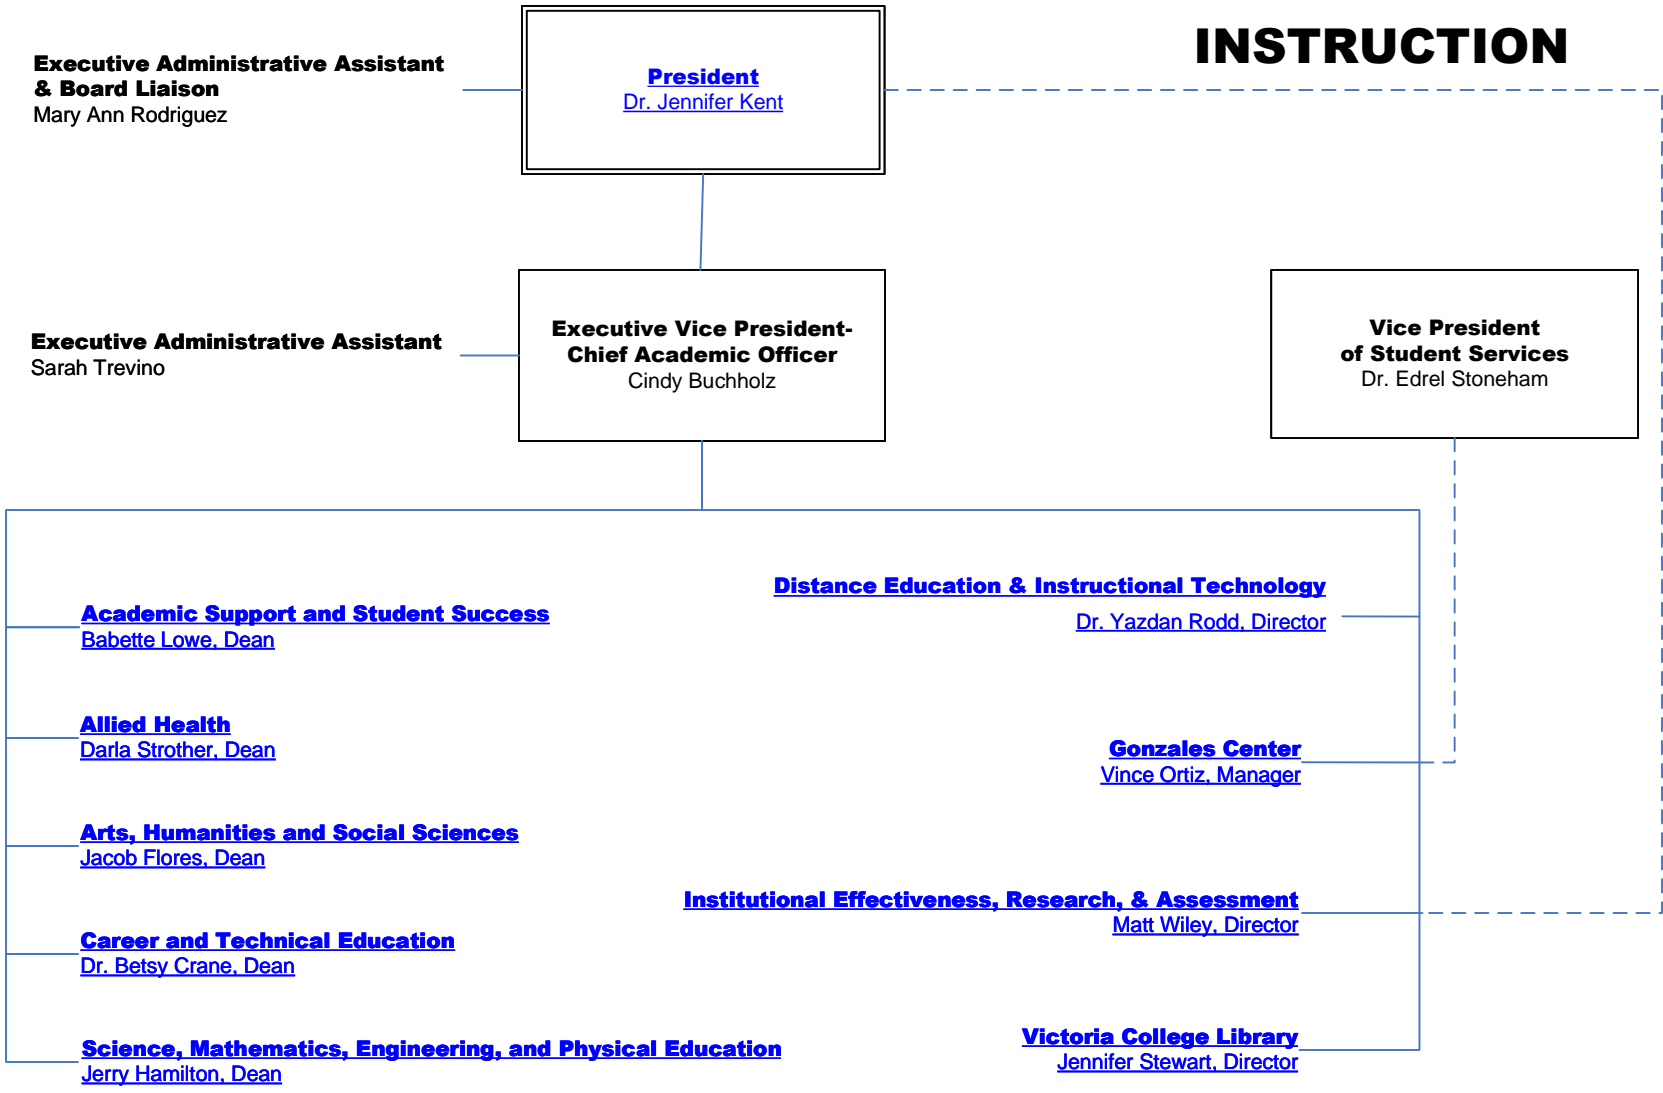 INSTRUCTION
Executive Administrative Assistant
& Board Liaison
Mary Ann Rodriguez
President
Dr. Jennifer Kent
Executive Administrative Assistant
Sarah Trevino
Executive Vice President-
Chief Academic Officer
Cindy Buchholz
Vice President
of Student Services
Dr. Edrel Stoneham
Academic Support and Student Success
Babette Lowe, Dean
Allied Health
Darla Strother, Dean
Arts, Humanities and Social Sciences
Jacob Flores, Dean
Career and Technical Education
Dr. Betsy Crane, Dean
Science, Mathematics, Engineering, and Physical Education
Jerry Hamilton, Dean
Distance Education & Instructional Technology
Dr. Yazdan Rodd, Director
Gonzales Center
Vince Ortiz, Manager
Institutional Effectiveness, Research, & Assessment
Matt Wiley, Director
Victoria College Library
Jennifer Stewart, Director